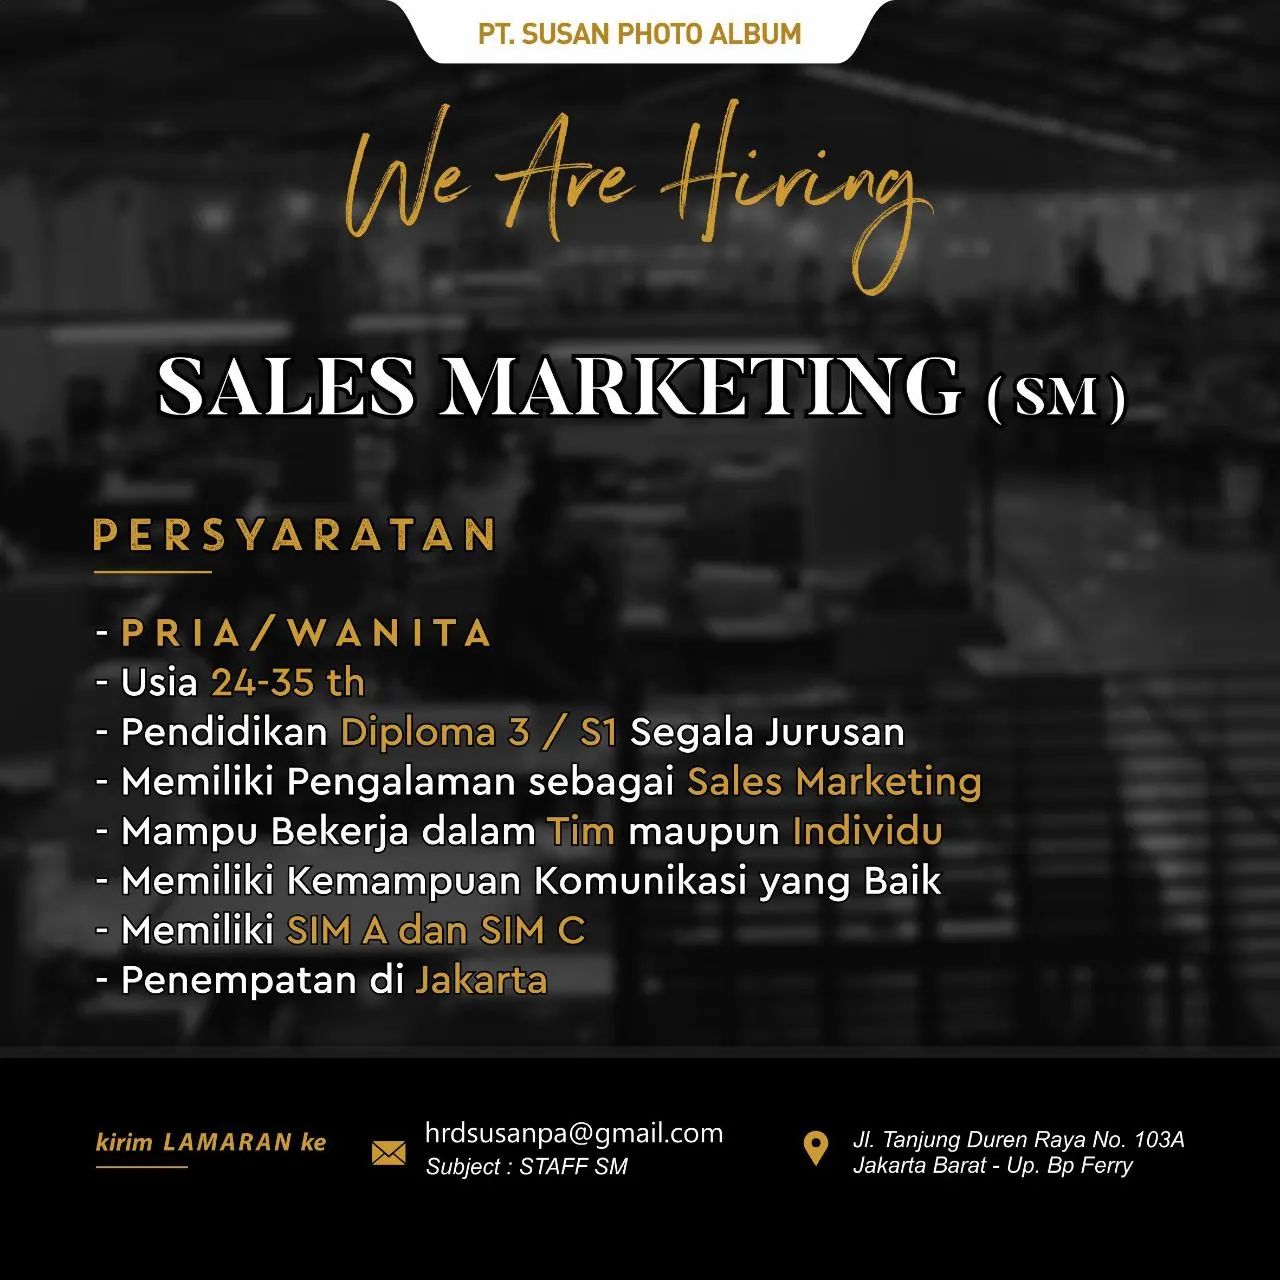 PT. SUSAN PHOTO ALBUM
We Are Hiring
SALES MARKETING ( SM )
PERSYARATAN
- PRIA/WANITA
- Usia 24-35 th
- Pendidikan Diploma 3 / S1 Segala Jurusan
- Memiliki Pengalaman sebagai Sales Marketing
- Mampu Bekerja dalam Tim maupun Individu
- Memiliki Kemampuan Komunikasi yang Baik
- Memiliki SIM A dan SIM C
- Penempatan di Jakarta
kirim LAMARAN ke
hrdsusanpa@gmail.com
Subject : STAFF SM
Jl. Tanjung Duren Raya No. 103A
Jakarta Barat - Up. Bp Ferry